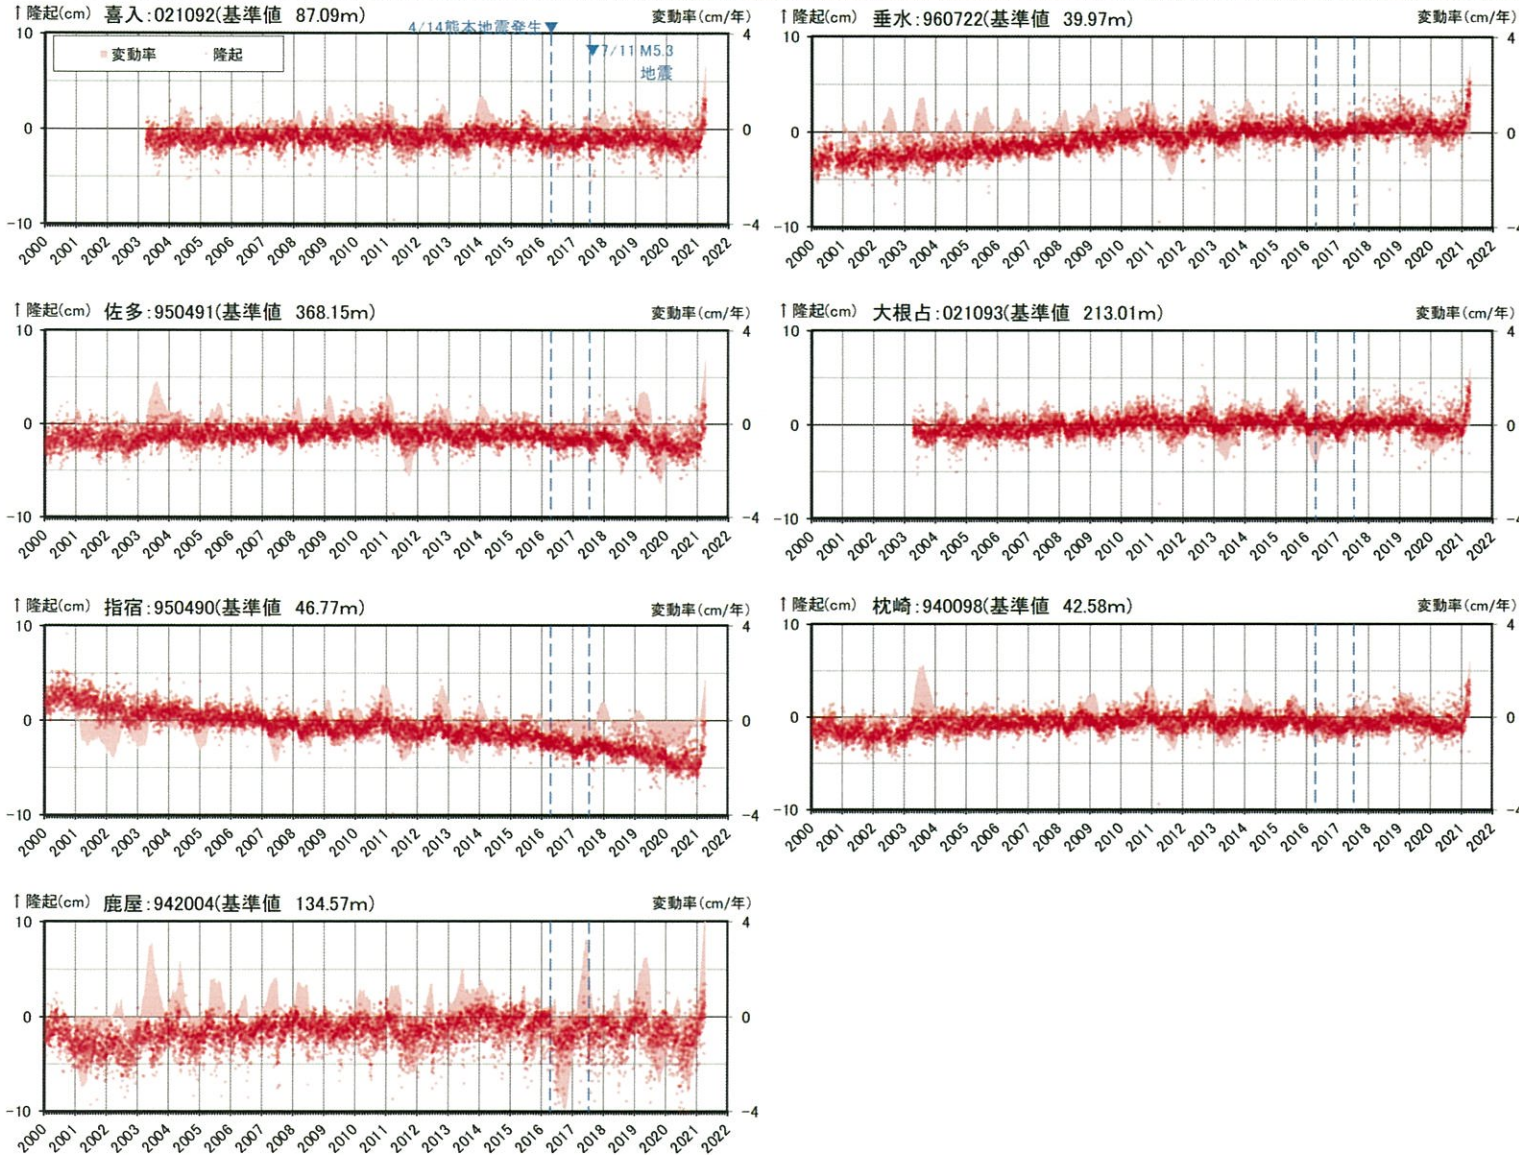 ↑隆起(cm) 喜入:021092(基準値 87.09m) 変動率(cm/年)
4/14熊本地震発生▼
▼7/11 M5.3
地震
変動率 隆起
10 4
0 0
-10 -4
2000 2001 2002 2003 2004 2005 2006 2007 2008 2009 2010 2011 2012 2013 2014 2015 2016 2017 2018 2019 2020 2021 2022
↑隆起(cm) 垂水:960722(基準値 39.97m) 変動率(cm/年)
10 4
0 0
-10 -4
2000 2001 2002 2003 2004 2005 2006 2007 2008 2009 2010 2011 2012 2013 2014 2015 2016 2017 2018 2019 2020 2021 2022
↑隆起(cm) 佐多:950491(基準値 368.15m) 変動率(cm/年)
10 4
0 0
-10 -4
2000 2001 2002 2003 2004 2005 2006 2007 2008 2009 2010 2011 2012 2013 2014 2015 2016 2017 2018 2019 2020 2021 2022
↑隆起(cm) 大根占:021093(基準値 213.01m) 変動率(cm/年)
10 4
0 0
-10 -4
2000 2001 2002 2003 2004 2005 2006 2007 2008 2009 2010 2011 2012 2013 2014 2015 2016 2017 2018 2019 2020 2021 2022
↑隆起(cm) 指宿:950490(基準値 46.77m) 変動率(cm/年)
10 4
0 0
-10 -4
2000 2001 2002 2003 2004 2005 2006 2007 2008 2009 2010 2011 2012 2013 2014 2015 2016 2017 2018 2019 2020 2021 2022
↑隆起(cm) 枕崎:940098(基準値 42.58m) 変動率(cm/年)
10 4
0 0
-10 -4
2000 2001 2002 2003 2004 2005 2006 2007 2008 2009 2010 2011 2012 2013 2014 2015 2016 2017 2018 2019 2020 2021 2022
↑隆起(cm) 鹿屋:942004(基準値 134.57m) 変動率(cm/年)
10 4
0 0
-10 -4
2000 2001 2002 2003 2004 2005 2006 2007 2008 2009 2010 2011 2012 2013 2014 2015 2016 2017 2018 2019 2020 2021 2022